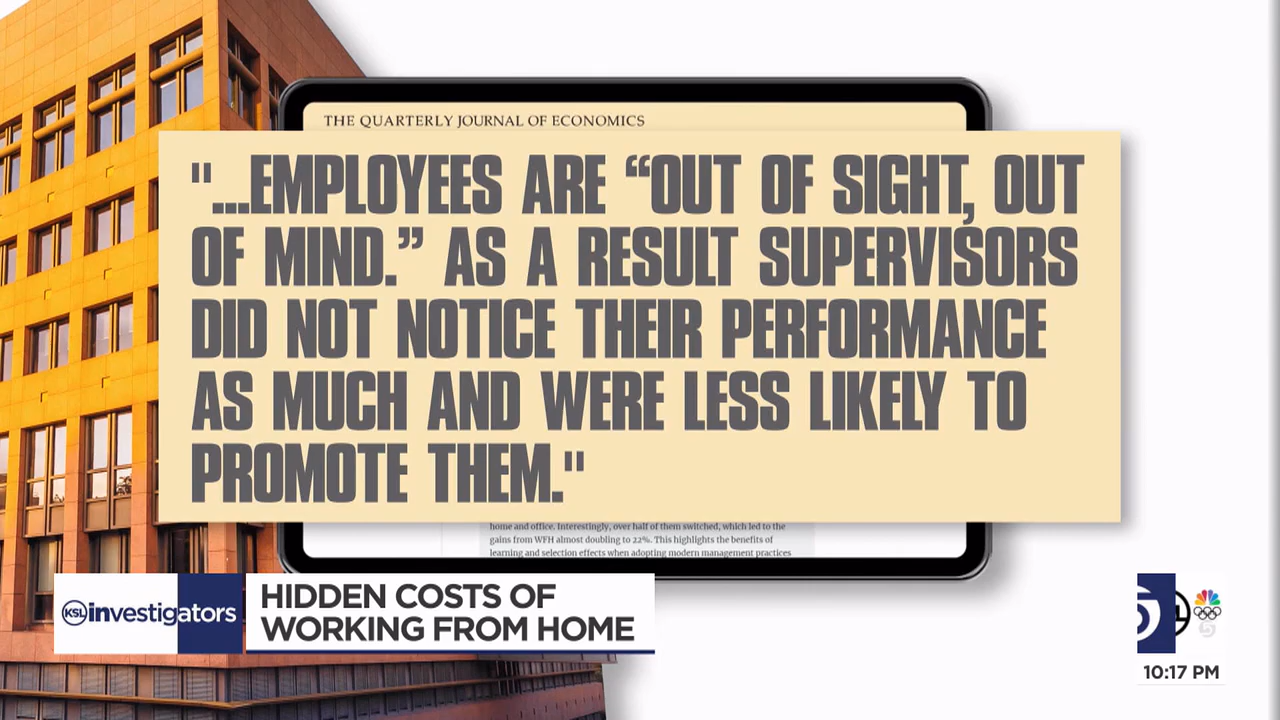 THE QUARTERLY JOURNAL OF ECONOMICS
"...EMPLOYEES ARE “OUT OF SIGHT, OUT
OF MIND.” AS A RESULT SUPERVISORS
DID NOT NOTICE THEIR PERFORMANCE
AS MUCH AND WERE LESS LIKELY TO
PROMOTE THEM."
home and office. Interestingly, over half of them switched, which led to the
gains from WFH almost doubling to 22%. This highlights the benefits of
learning and selection effects when adopting modern management practices
KSL investigators
HIDDEN COSTS OF
WORKING FROM HOME
5
10:17 PM